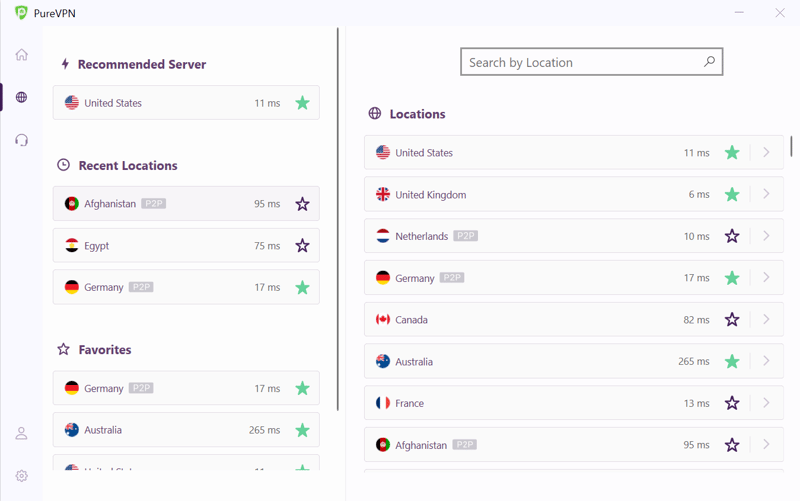 PureVPN
Recommended Server
United States 11 ms
Recent Locations
Afghanistan P2P 95 ms
Egypt 75 ms
Germany P2P 17 ms
Favorites
Germany P2P 17 ms
Australia 265 ms
Search by Location
Locations
United States 11 ms
United Kingdom 6 ms
Netherlands P2P 10 ms
Germany P2P 17 ms
Canada 82 ms
Australia 265 ms
France 13 ms
Afghanistan P2P 95 ms